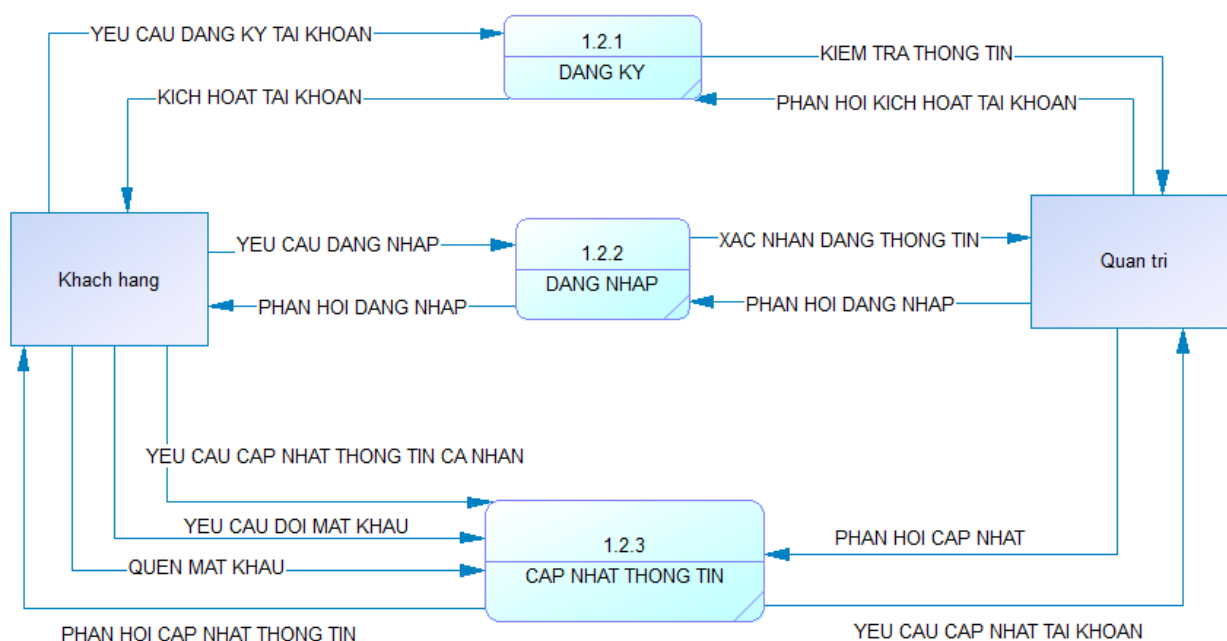 YEU CAU DANG KY TAI KHOAN
1.2.1
DANG KY
KIEM TRA THONG TIN
KICH HOAT TAI KHOAN
PHAN HOI KICH HOAT TAI KHOAN
Khach hang
YEU CAU DANG NHAP
1.2.2
DANG NHAP
XAC NHAN DANG THONG TIN
Quan tri
PHAN HOI DANG NHAP
PHAN HOI DANG NHAP
YEU CAU CAP NHAT THONG TIN CA NHAN
YEU CAU DOI MAT KHAU
1.2.3
CAP NHAT THONG TIN
PHAN HOI CAP NHAT
QUEN MAT KHAU
PHAN HOI CAP NHAT THONG TIN
YEU CAU CAP NHAT TAI KHOAN